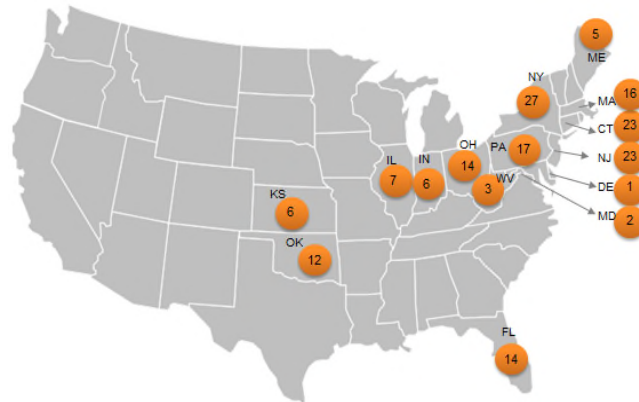 5
ME
NY
27
MA 16
CT 23
NJ 23
DE 1
MD 2
OH
14
PA 17
IL
7
IN
6
WV
3
KS
6
OK
12
FL
14